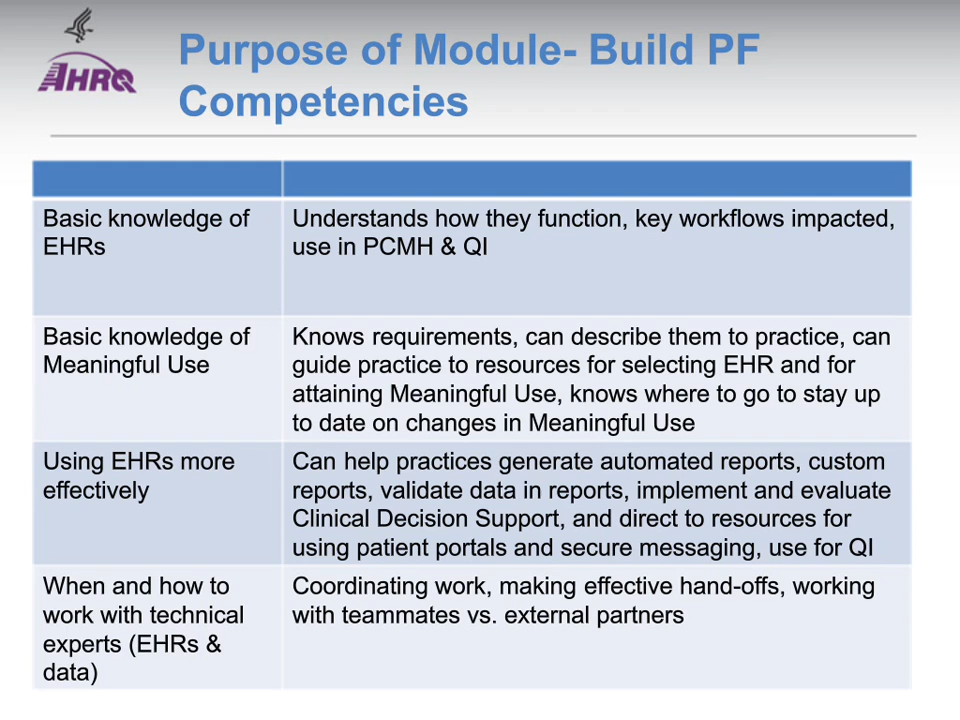 AHRQ
Purpose of Module- Build PF
Competencies
Basic knowledge of
EHRs
Understands how they function, key workflows impacted,
use in PCMH & QI
Basic knowledge of
Meaningful Use
Knows requirements, can describe them to practice, can
guide practice to resources for selecting EHR and for
attaining Meaningful Use, knows where to go to stay up
to date on changes in Meaningful Use
Using EHRs more
effectively
Can help practices generate automated reports, custom
reports, validate data in reports, implement and evaluate
Clinical Decision Support, and direct to resources for
using patient portals and secure messaging, use for QI
When and how to
work with technical
experts (EHRs &
data)
Coordinating work, making effective hand-offs, working
with teammates vs. external partners